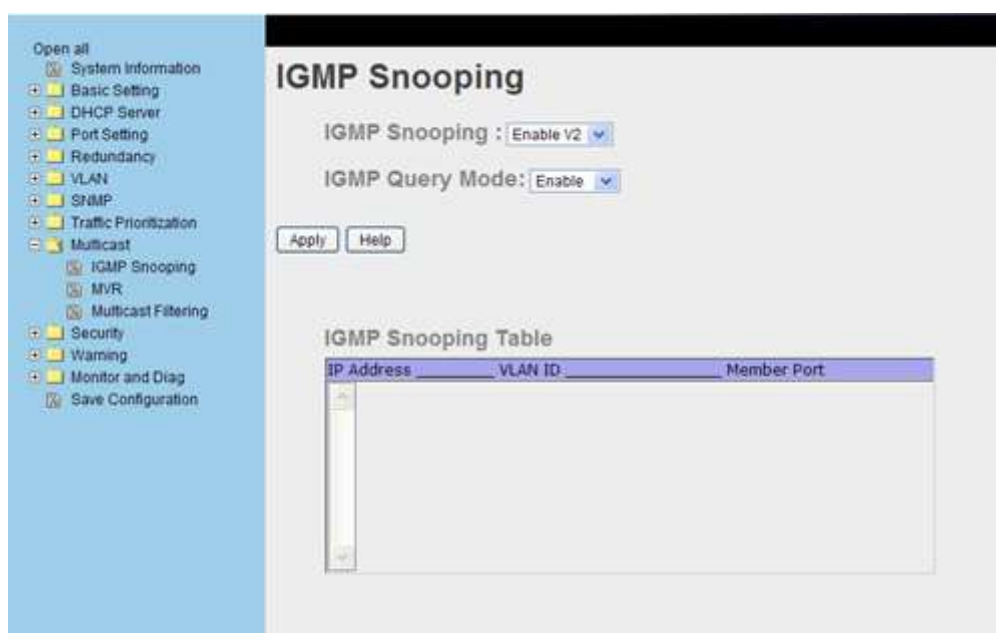 Open all
System Information
Basic Setting
DHCP Server
Port Setting
Redundancy
VLAN
SNMP
Traffic Prioritization
Multicast
IGMP Snooping
MVR
Multicast Filtering
Security
Warning
Monitor and Diag
Save Configuration
IGMP Snooping
IGMP Snooping : Enable V2
IGMP Query Mode: Enable
Apply Help
IGMP Snooping Table
IP Address ________ VLAN ID ________________ Member Port